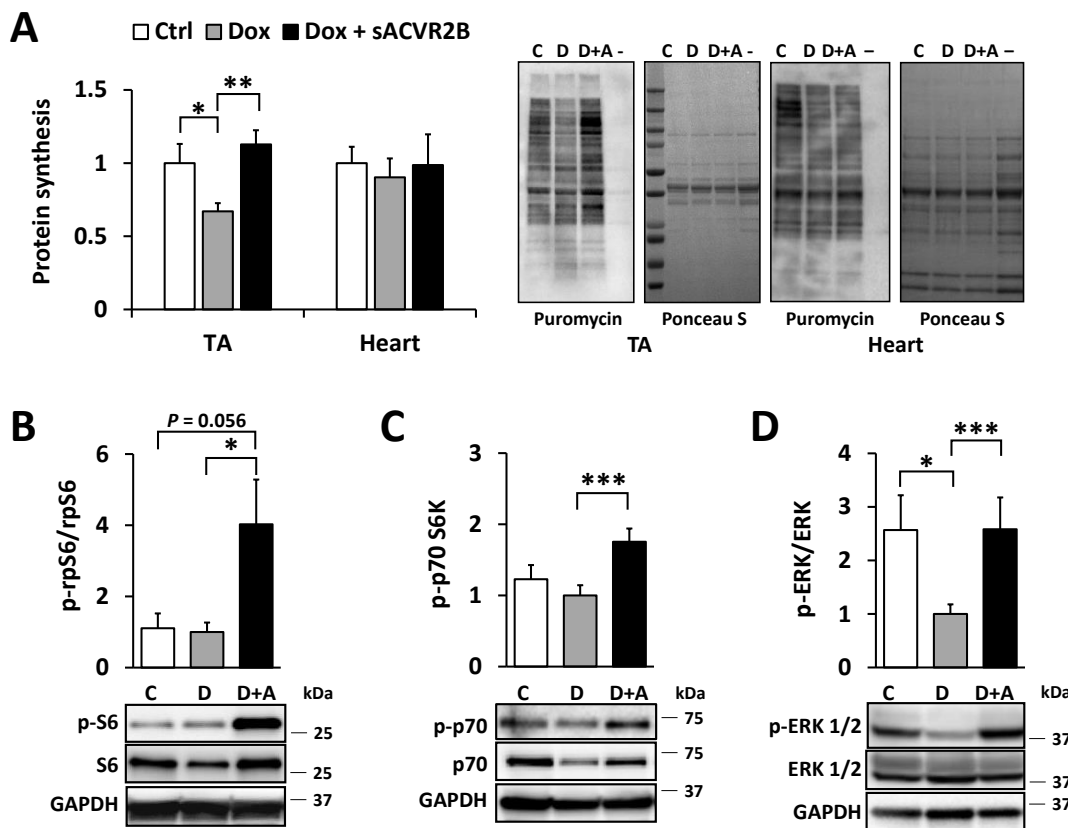 A
Ctrl Dox Dox + sACVR2B
Protein synthesis
1.5
1
0.5
0
* **
TA Heart
C D D+A -
C D D+A -
C D D+A –
C D D+A –
Puromycin Ponceau S Puromycin Ponceau S
TA Heart
B
P = 0.056
*
p-rpS6/rpS6
6
4
2
0
C D D+A kDa
p-S6
25
S6
25
GAPDH
37
C
***
p-p70 S6K
3
2
1
0
C D D+A kDa
p-p70
75
p70
75
GAPDH
37
D
* ***
p-ERK/ERK
4
3
2
1
0
C D D+A kDa
p-ERK 1/2
37
ERK 1/2
37
GAPDH
37